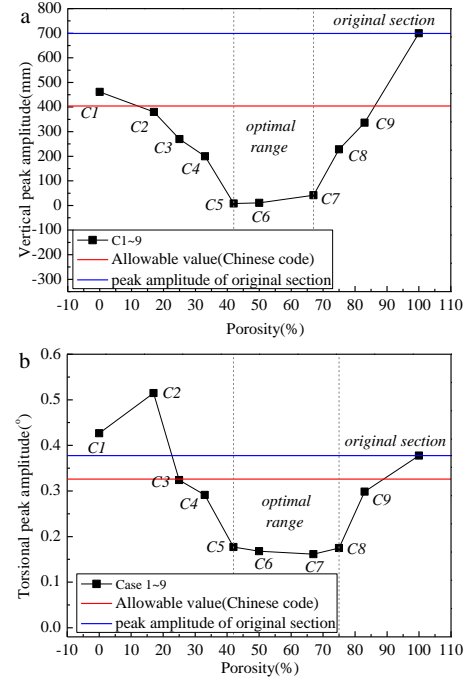 a
800
700
600
500
400
300
200
100
0
-100
-200
-300
Vertical peak amplitude(mm)
original section
C1
C2
C3
C4
C5
C6
C7
C8
C9
optimal
range
C1~9
Allowable value(Chinese code)
peak amplitude of original section
-10 0 10 20 30 40 50 60 70 80 90 100 110
Porosity(%)
b
0.6
0.5
0.4
0.3
0.2
0.1
0.0
Torsional peak amplitude(°)
original section
C1
C2
C3
C4
C5
C6
C7
C8
C9
optimal
range
Case 1~9
Allowable value(Chinese code)
peak amplitude of original section
-10 0 10 20 30 40 50 60 70 80 90 100 110
Porosity(%)